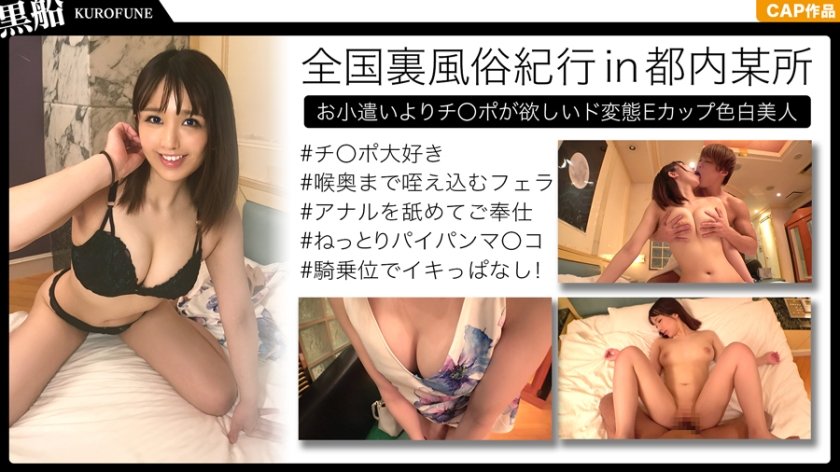 黒船 KUROFUNE
CAP作品
全国裏風俗紀行in都内某所
お小遣いよりチ〇ポが欲しいド変態Eカップ色白美人
#チ〇ポ大好き
#喉奥まで咥え込むフェラ
#アナルを舐めてご奉仕
#ねっとりパイパンマ〇コ
#騎乗位でイキっぱなし!